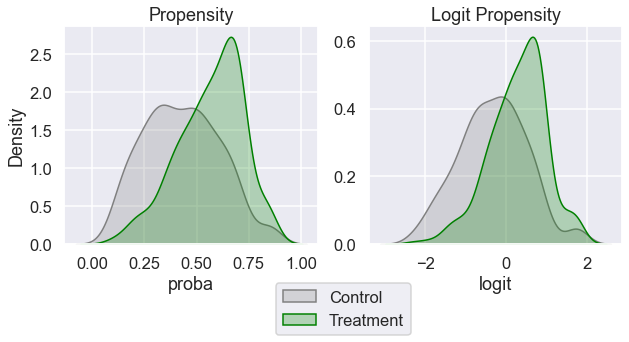 Propensity
Logit Propensity
Density
2.5
2.0
1.5
1.0
0.5
0.0
0.6
0.4
0.2
0.0
0.00 0.25 0.50 0.75 1.00
−2 0 2
proba
logit
Control
Treatment